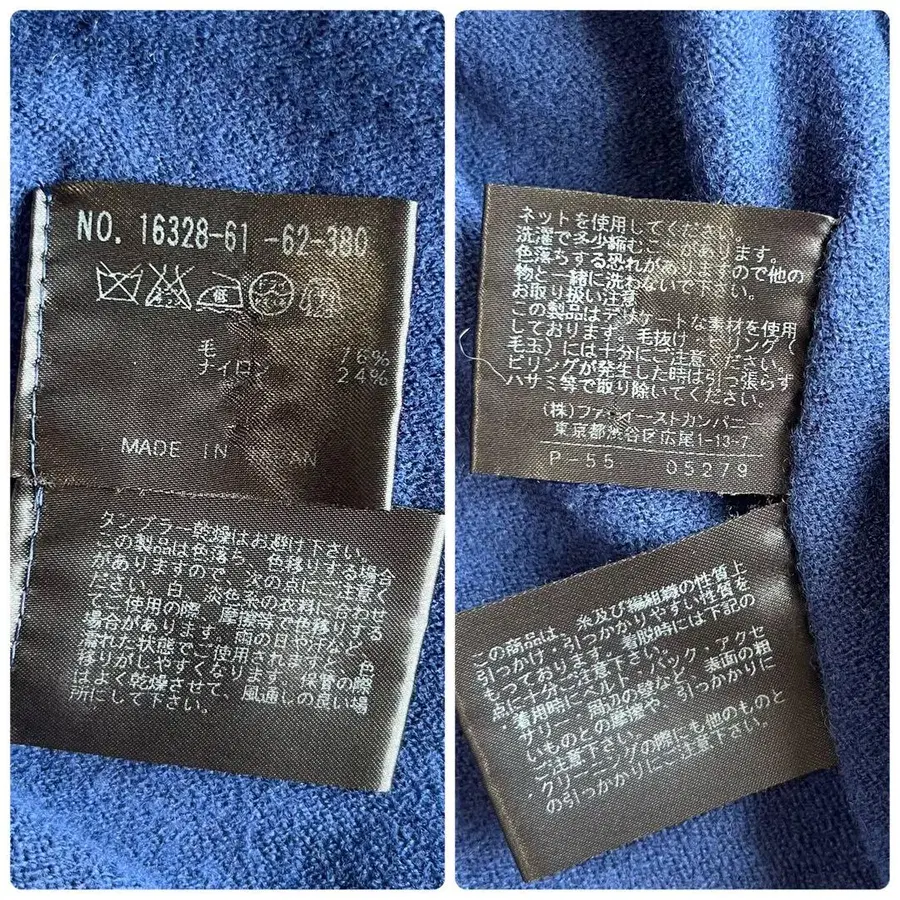 NO. 16328-61 -62-380
低
毛 76%
ナイロン 24%
MADE IN
タンブラー乾燥はお避け下さい。
この製品は色落ち、色移りする場合
がありますので、次の点にご注意く
ださい。白、淡色系の衣料に合わせ
てご使用の際、摩擦や汗などで色
場合があります。雨の日や
濡れた状態でご使用されますと、色
移りがしやすくなります。保管の際
はよく乾燥させて、風通しの良い場
所にして下さい。
ネットを使用してください。
洗濯で多少縮むことがあります。
色落ちする恐れがありますので他の
物と一緒に洗わないで下さい。
お取り扱い注意
この製品はデリケートな素材を使用
しております。毛抜け・ピリング(
毛玉)には十分にご注意ください。
ピリングが発生した時は引っ張らず
ハサミ等で取り除いてください。
(株)ファーイーストカンパニー
東京都渋谷区広尾1-13-7
P-55 05279
この商品は、糸及び編組織の性質上
引っかけ・引っかかりやすい性質を
もっております。着脱時には下記の
点に十分ご注意下さい。
・着用時にベルト・バック・アクセ
サリー・周辺の壁など、表面の粗
いものとの摩擦や、引っかかりに
ご注意下さい。
・クリーニングの際にも他のものと
の引っかかりにご注意下さい。